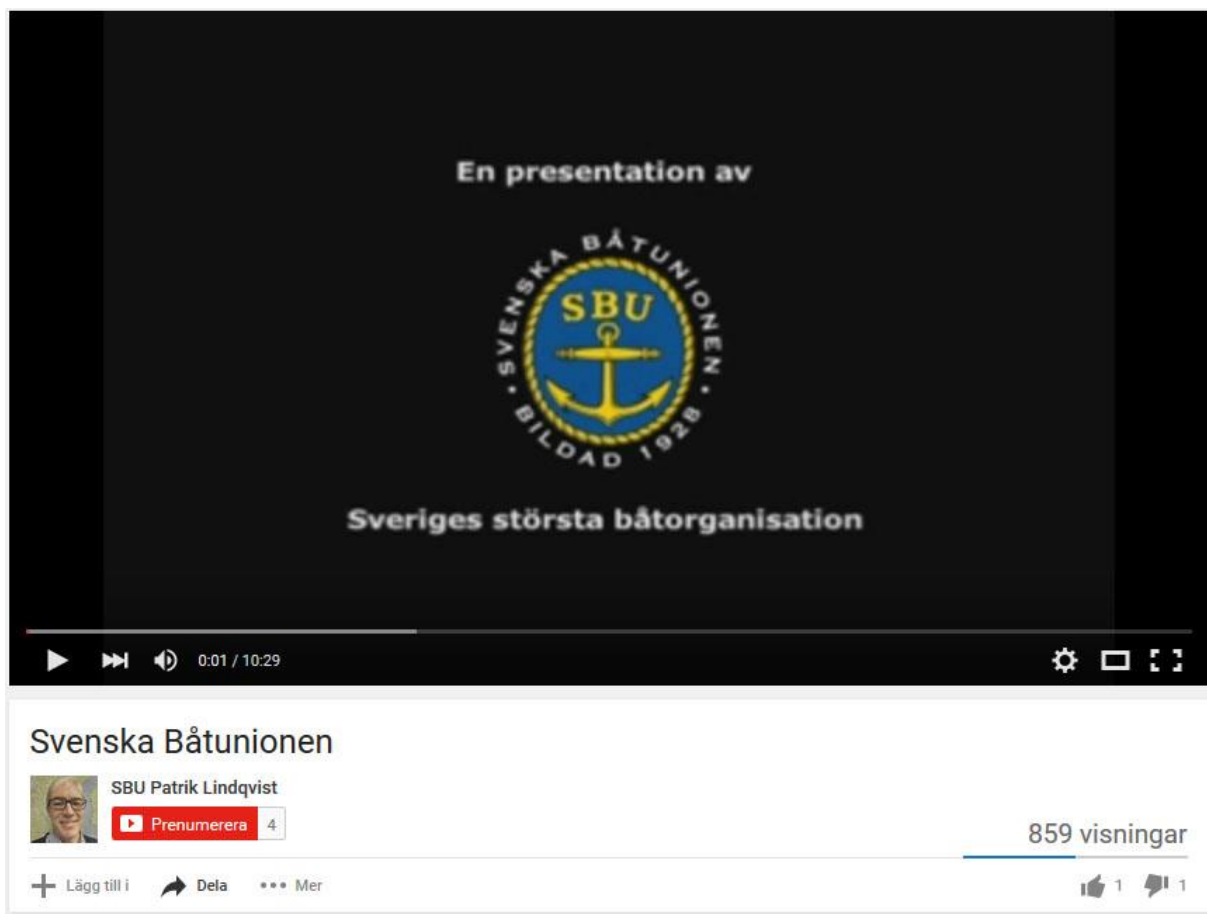 En presentation av
SVENSKA BÅTUNIONEN
SBU
BILDAD 1928
Sveriges största båtorganisation
0:01 / 10:29
Svenska Båtunionen
SBU Patrik Lindqvist
Prenumerera 4
859 visningar
Lägg till i Dela Mer 1 1